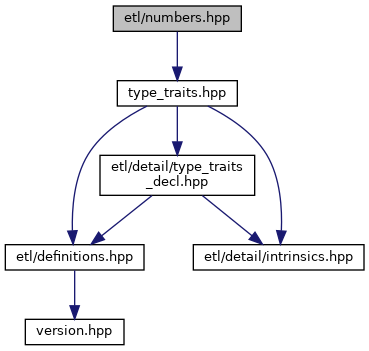 etl/numbers.hpp
type_traits.hpp
etl/detail/type_traits
_decl.hpp
etl/definitions.hpp
etl/detail/intrinsics.hpp
version.hpp